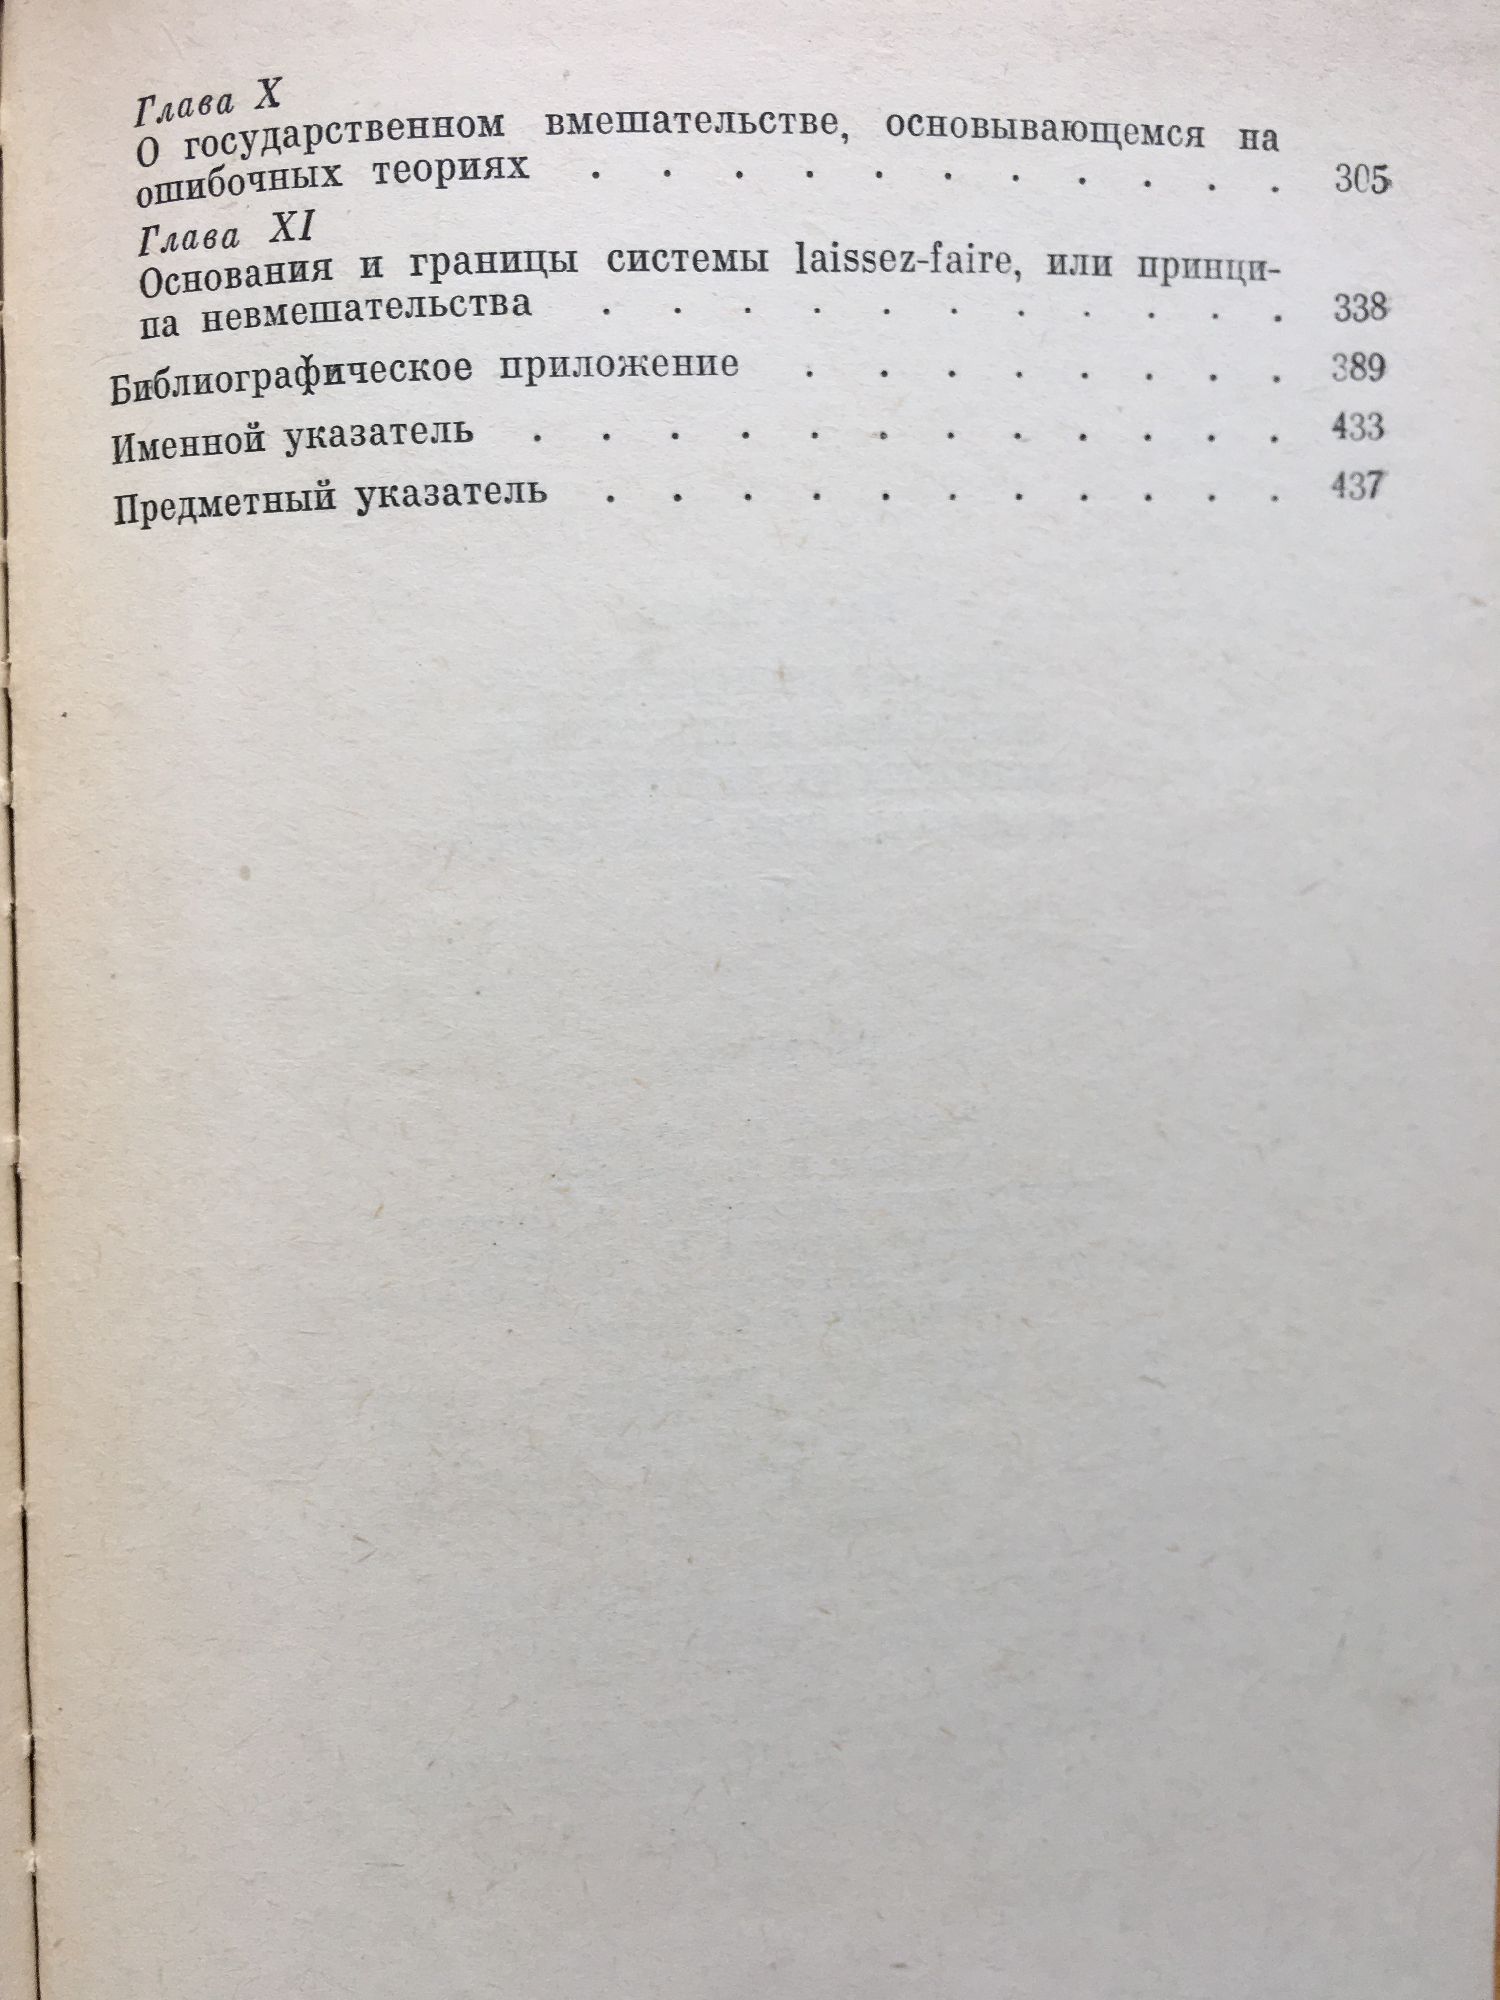 Глава X
О государственном вмешательстве, основывающемся на
ошибочных теориях . . . . . . . . . . . 305
Глава XI
Основания и границы системы laissez-faire, или принци-
па невмешательства . . . . . . . . . . . 338
Библиографическое приложение . . . . . . . . 389
Именной указатель . . . . . . . . . . . . 433
Предметный указатель . . . . . . . . . . . 437